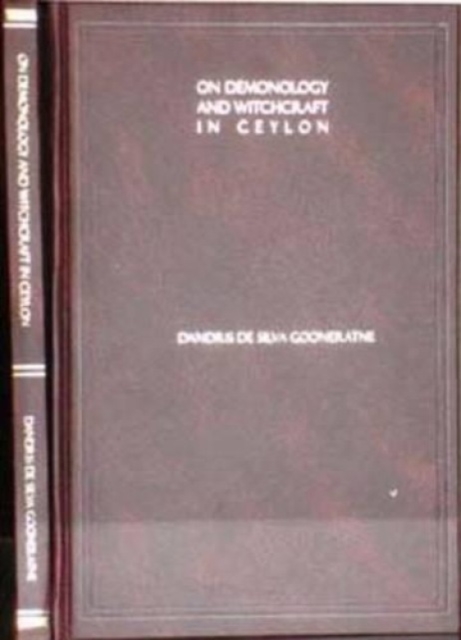 ON DEMONOLOGY
AND WITCHCRAFT
IN CEYLON
DANDRIS DE SILVA GOONERATNE
ON DEMONOLOGY AND WITCHCRAFT IN CEYLON
DANDRIS DE SILVA GOONERATNE